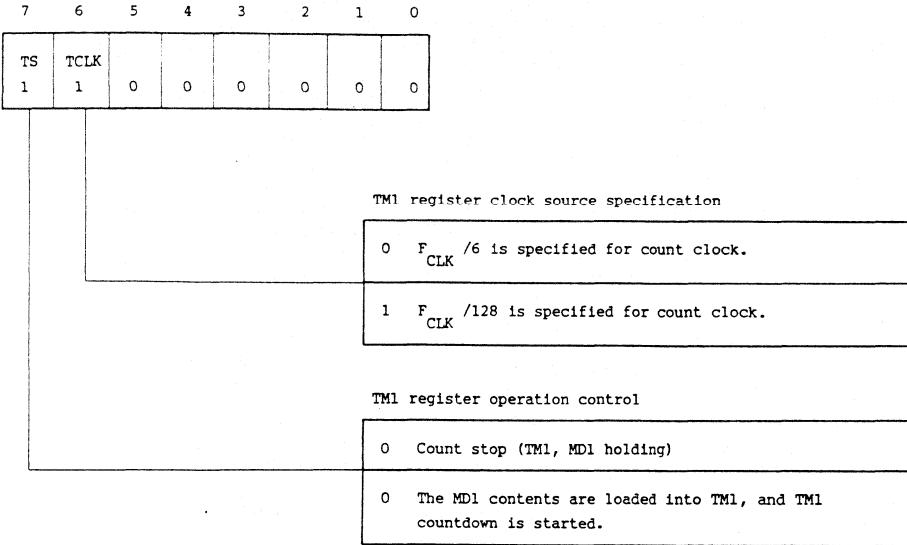 7 6 5 4 3 2 1 0
TS TCLK
1 1 0 0 0 0 0 0
TM1 register clock source specification
0 F CLK /6 is specified for count clock.
1 F CLK /128 is specified for count clock.
TM1 register operation control
0 Count stop (TM1, MD1 holding)
0 The MD1 contents are loaded into TM1, and TM1
countdown is started.